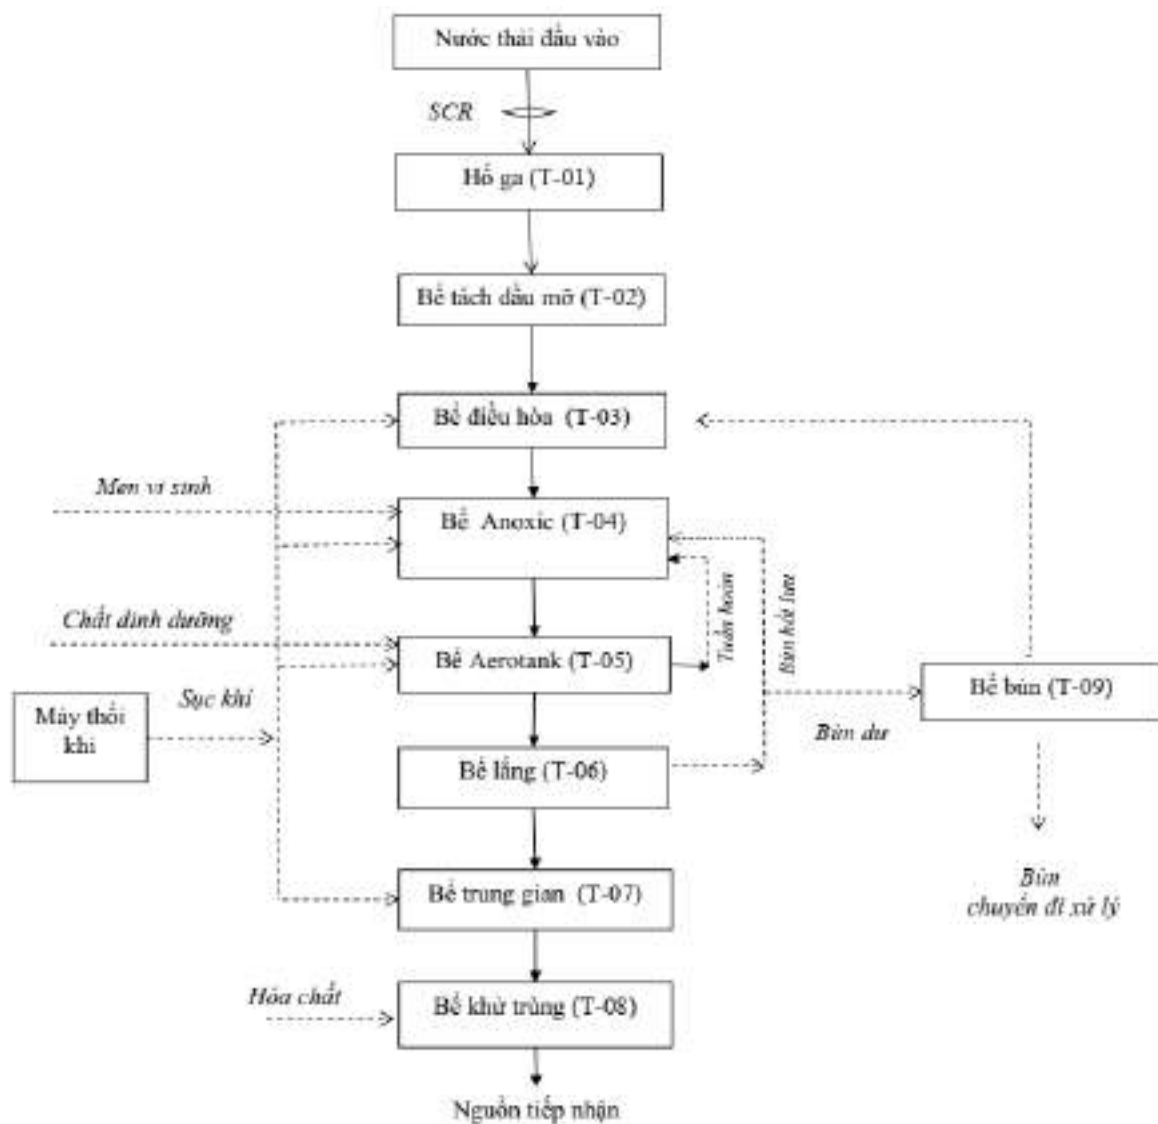 Nước thải đầu vào
SCR
Hố ga (T-01)
Bể tách dầu mỡ (T-02)
Bể điều hòa (T-03)
Men vi sinh
Bể Anoxic (T-04)
Chất dinh dưỡng
Bể Aerotank (T-05)
Tuần hoàn
Bùn hồi lưu
Bể bùn (T-09)
Máy thổi
khí
Sục khí
Bùn dư
Bể lắng (T-06)
Bể trung gian (T-07)
Bùn
chuyển đi xử lý
Hóa chất
Bể khử trùng (T-08)
Nguồn tiếp nhận